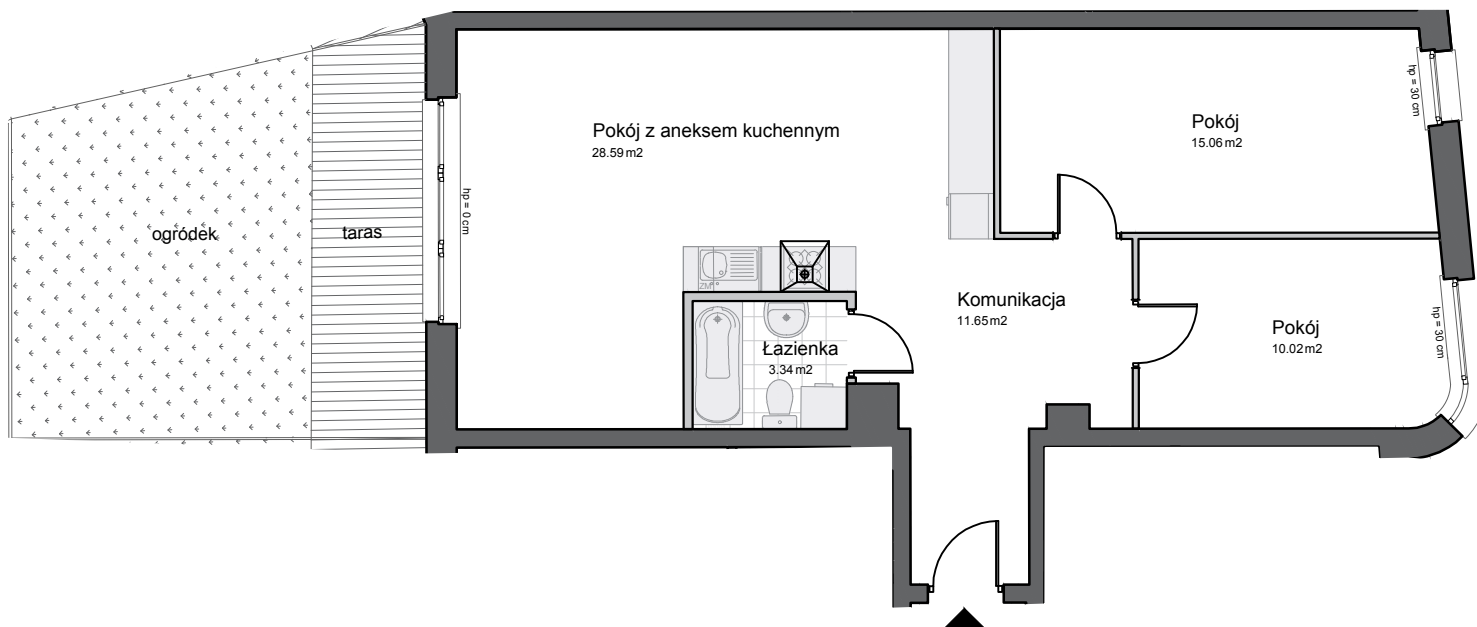 Pokój z aneksem kuchennym
28.59 m2
Pokój
15.06 m2
hp = 30 cm
hp = 0 cm
ogródek
taras
ZM
Komunikacja
11.65 m2
Łazienka
3.34 m2
Pokój
10.02 m2
hp = 30 cm